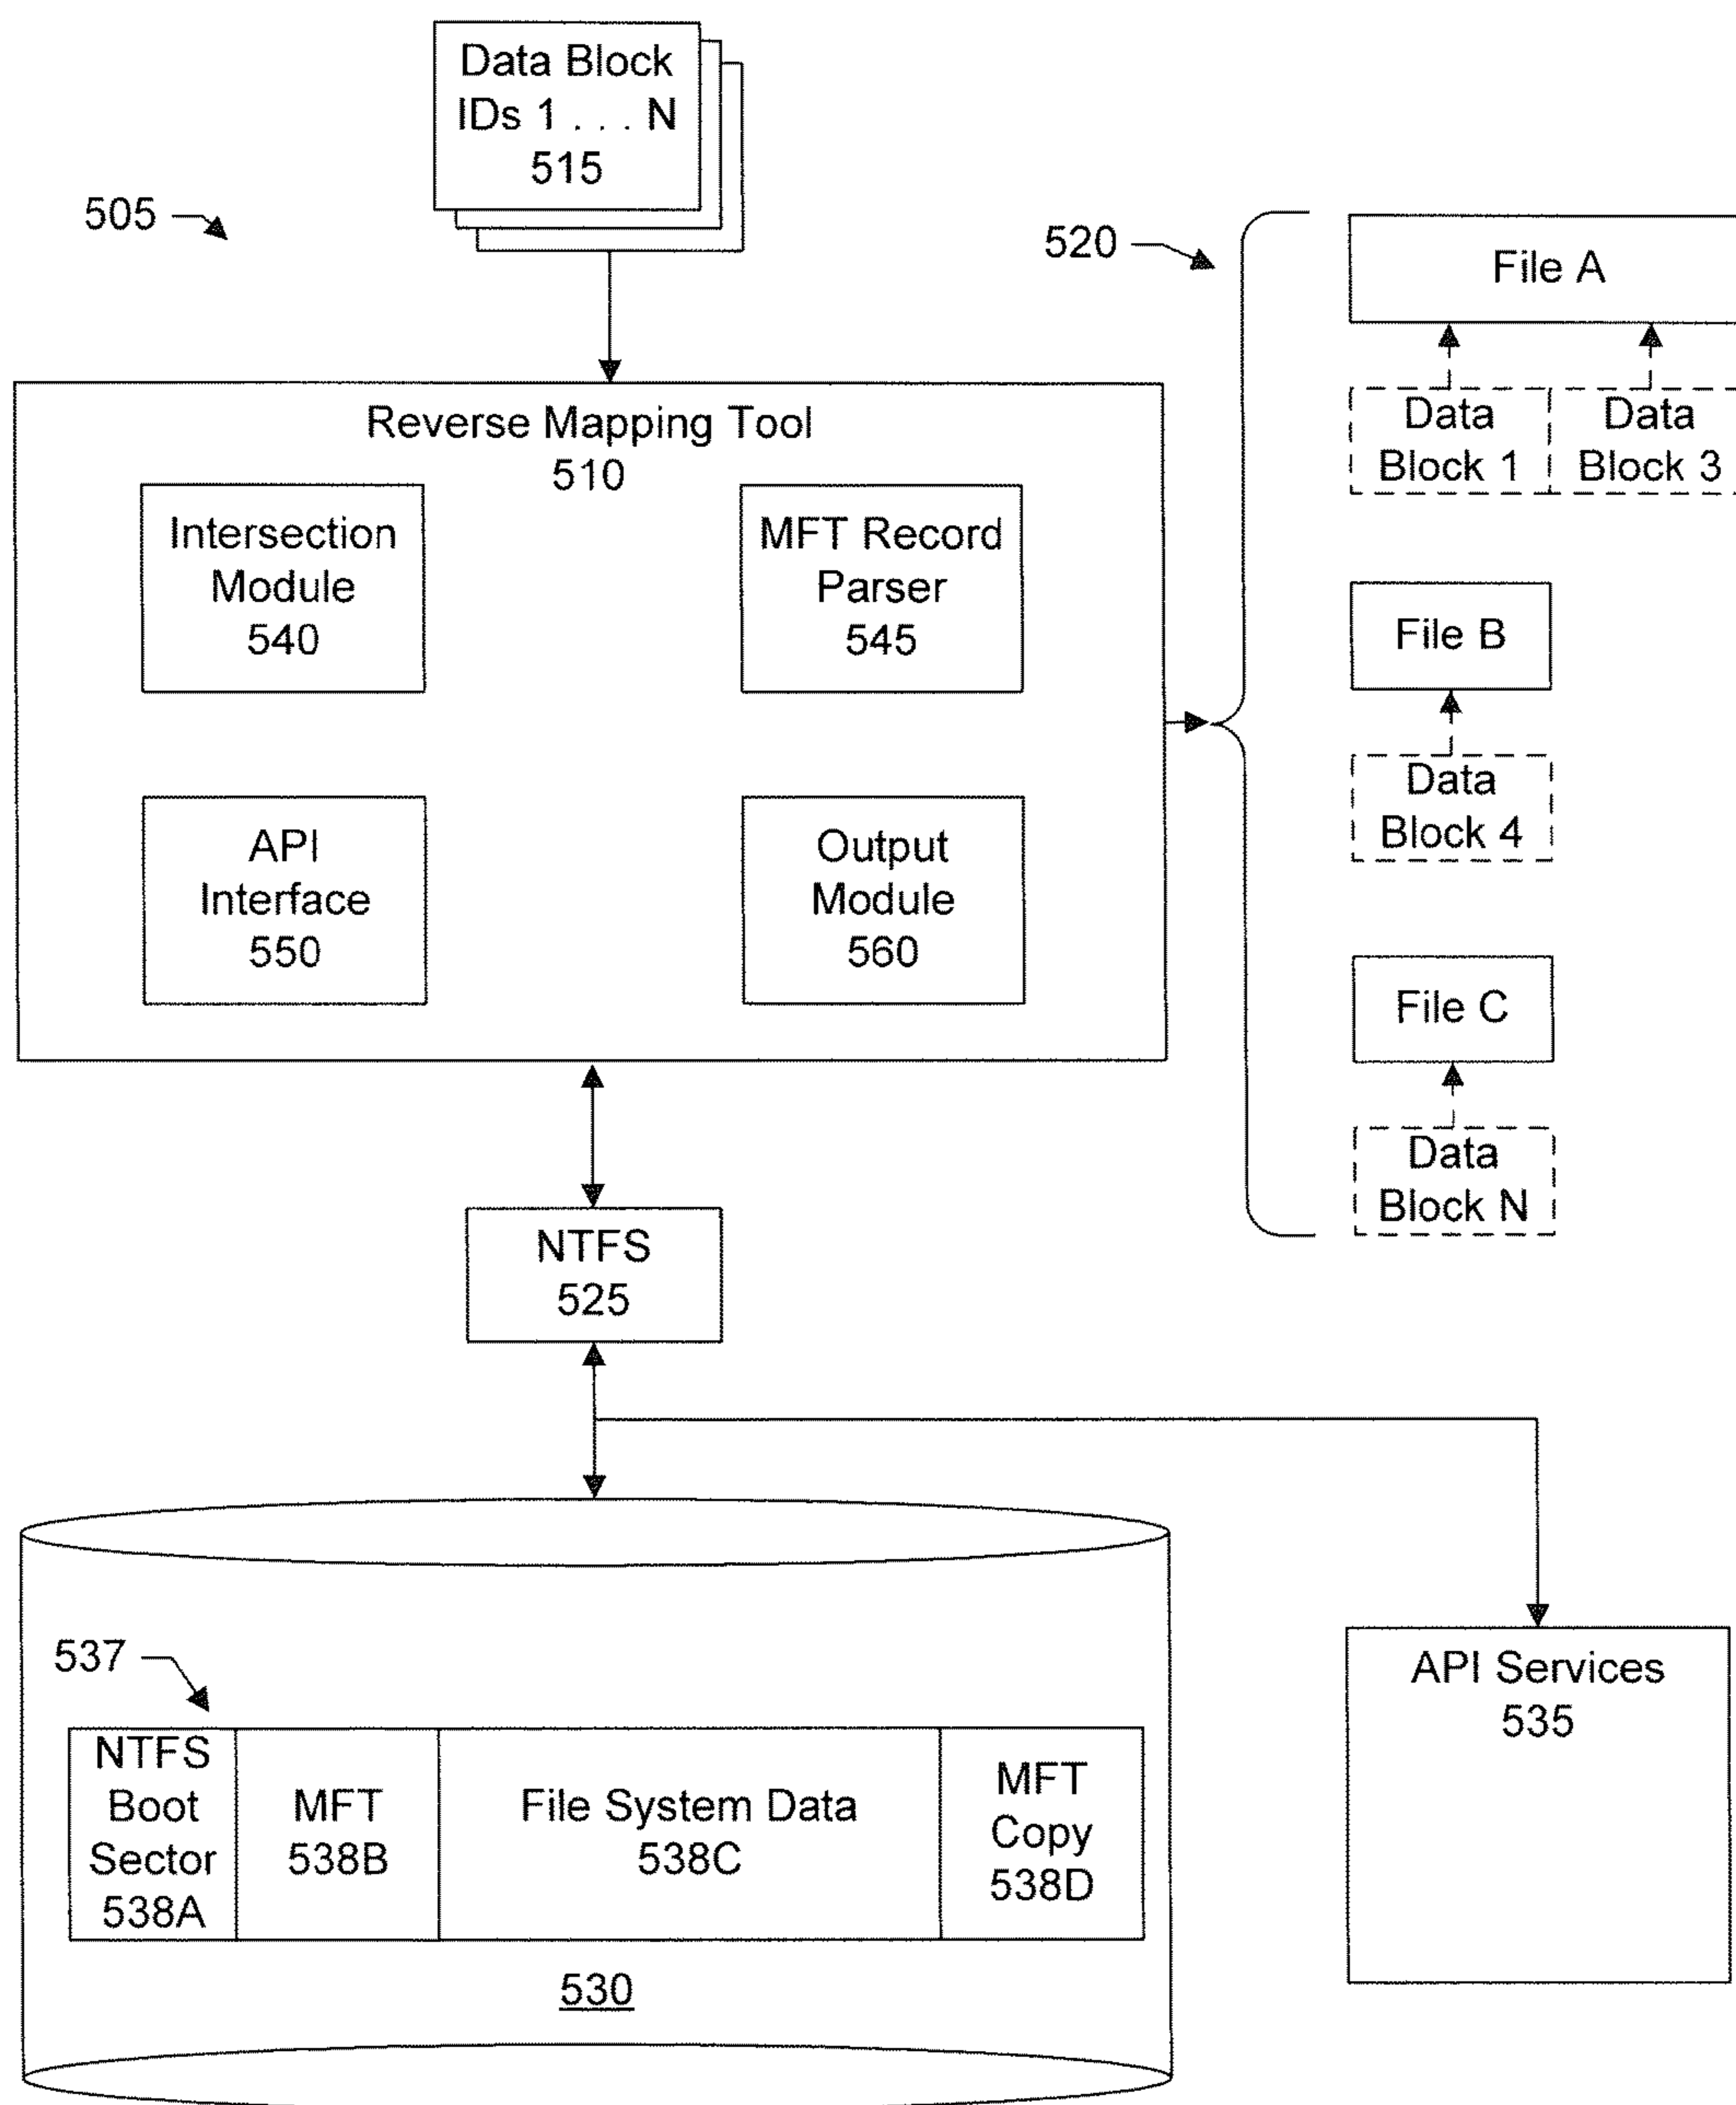 Data Block
IDs 1 . . . N
515
505
520
File A
Data
Block 1
Data
Block 3
Reverse Mapping Tool
510
Intersection
Module
540
MFT Record
Parser
545
File B
Data
Block 4
API
Interface
550
Output
Module
560
File C
Data
Block N
NTFS
525
537
NTFS
Boot
Sector
538A
MFT
538B
File System Data
538C
MFT
Copy
538D
530
API Services
535